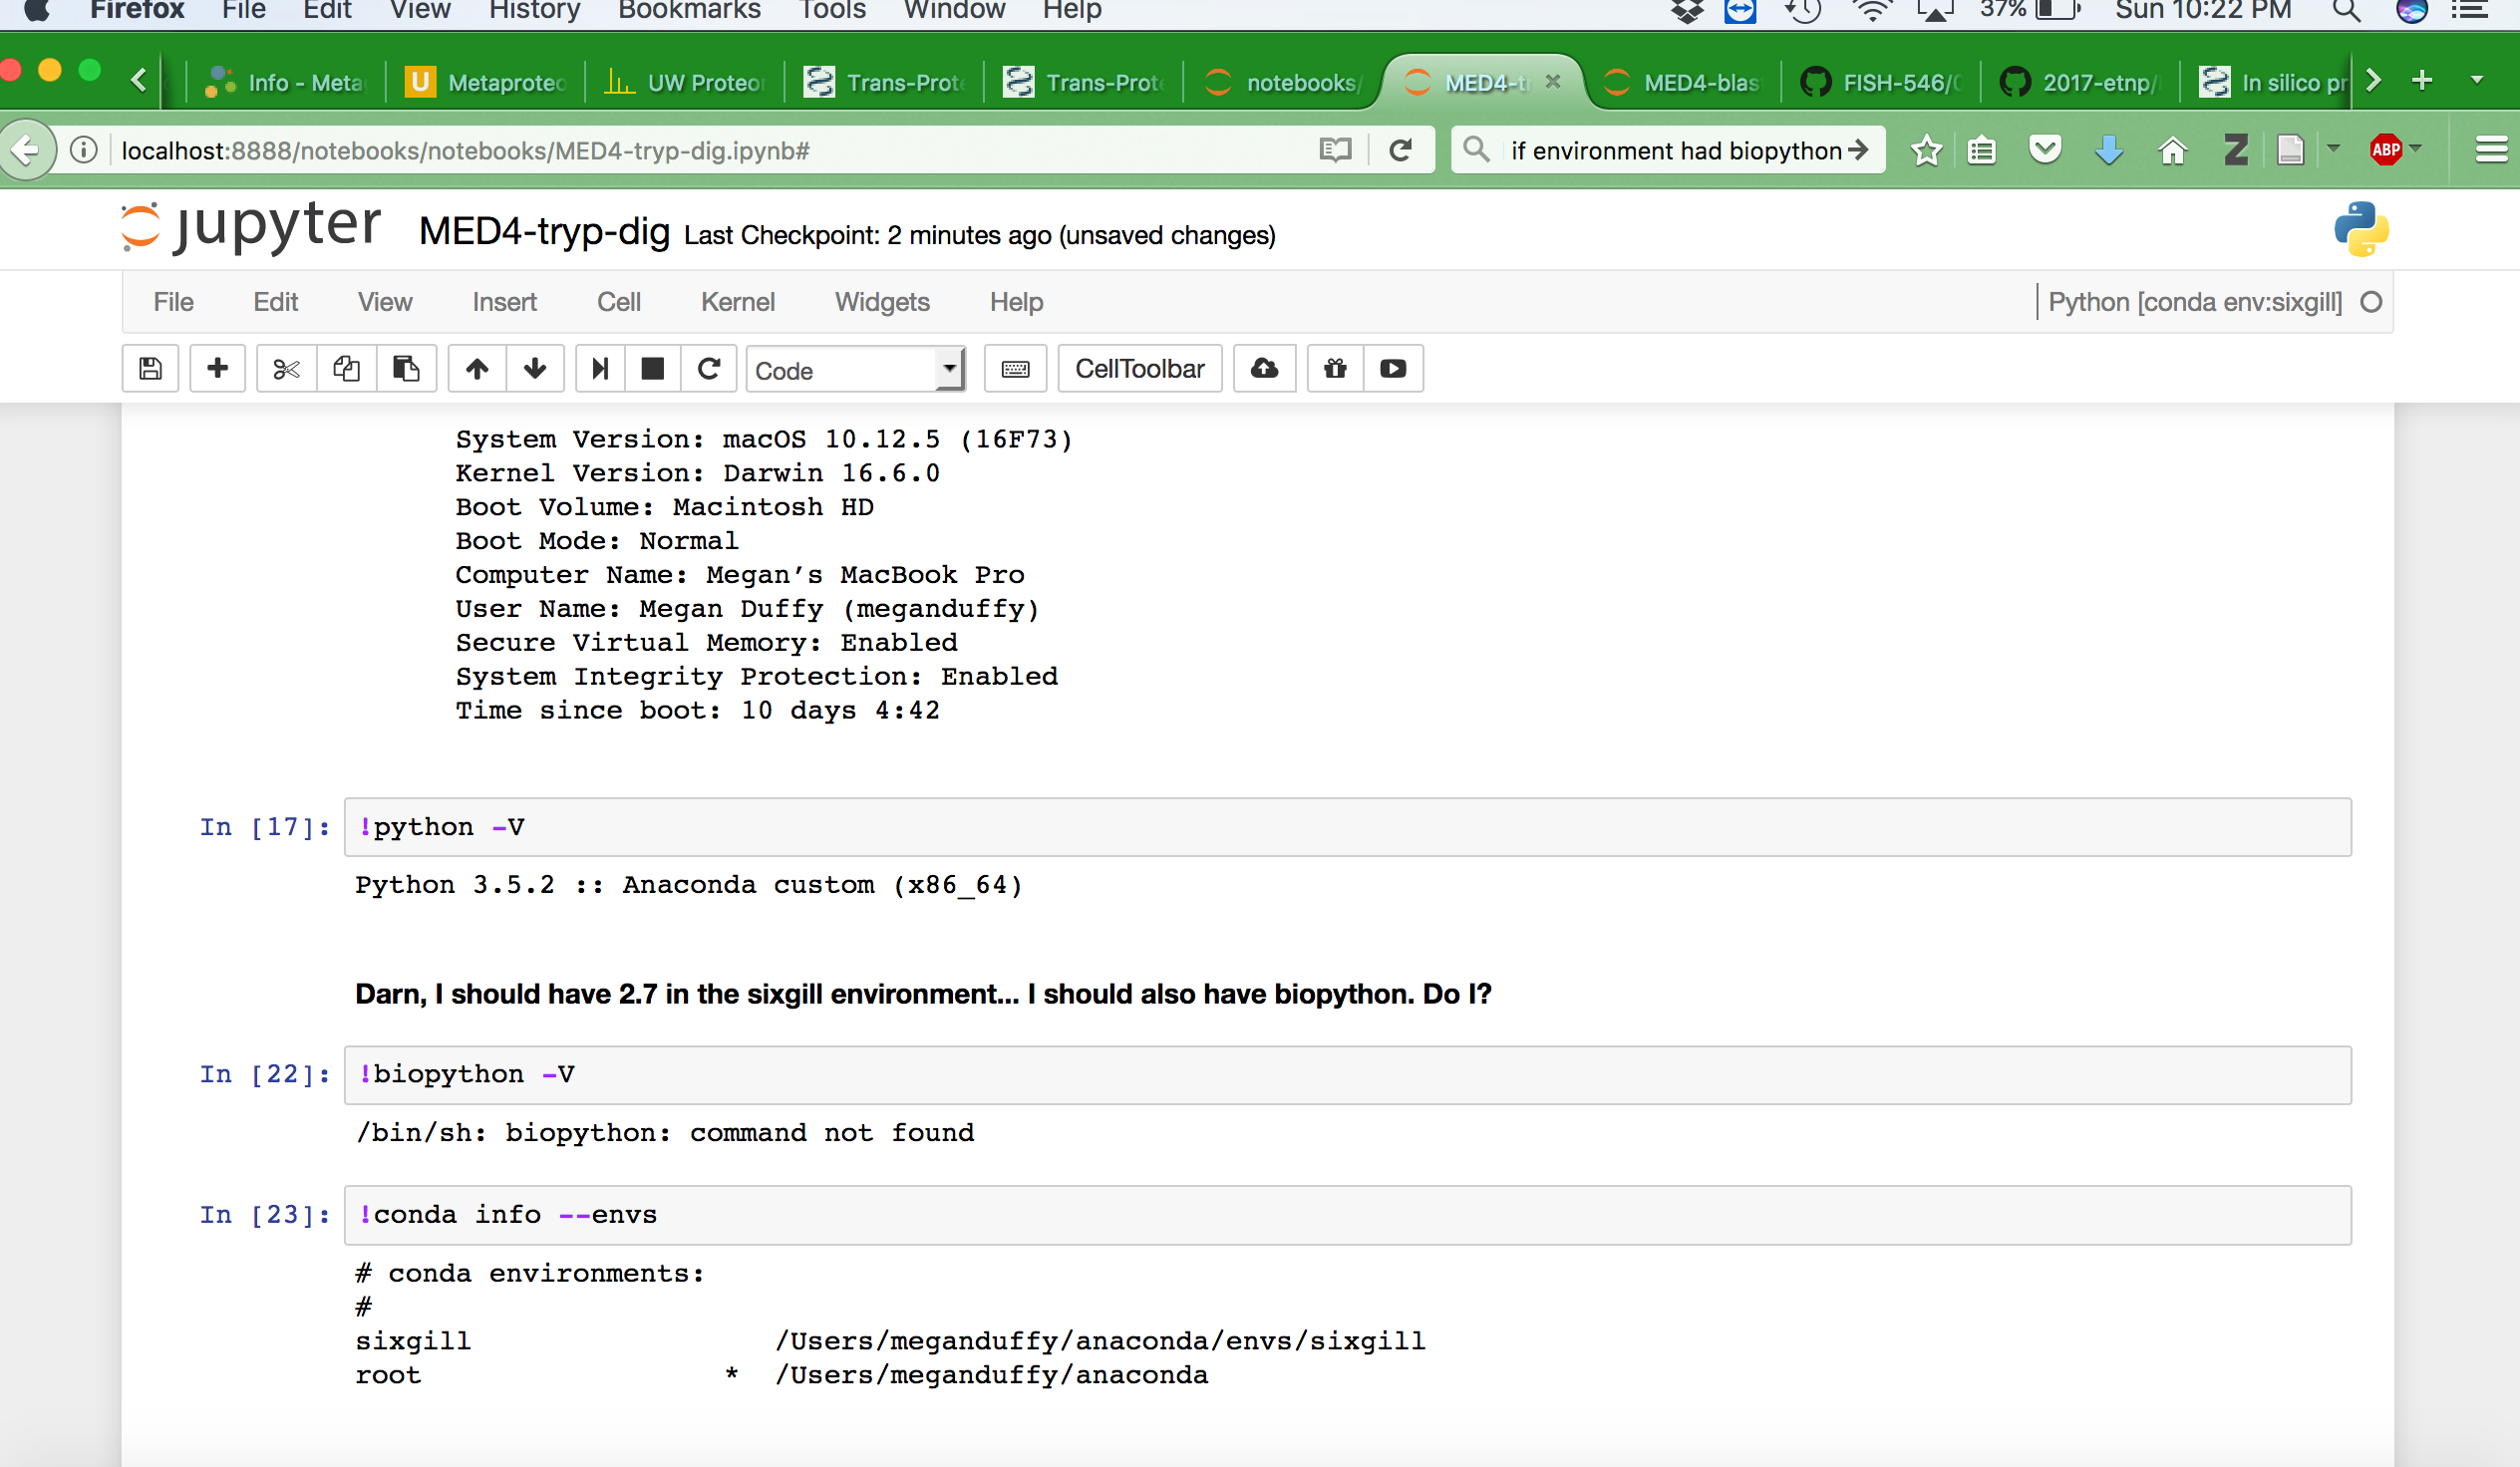 Firefox File Edit View History Bookmarks Tools Window Help 37% Sun 10:22 PM
Info - Meta U Metaproteo UW Proteor Trans-Prote Trans-Prote notebooks/ MED4-tr MED4-blas FISH-546/ 2017-etnp/ In silico pr
localhost:8888/notebooks/notebooks/MED4-tryp-dig.ipynb# if environment had biopython Z ABP
jupyter MED4-tryp-dig Last Checkpoint: 2 minutes ago (unsaved changes)
File Edit View Insert Cell Kernel Widgets Help Python [conda env:sixgill]
Code CellToolbar
System Version: macOS 10.12.5 (16F73)
Kernel Version: Darwin 16.6.0
Boot Volume: Macintosh HD
Boot Mode: Normal
Computer Name: Megan’s MacBook Pro
User Name: Megan Duffy (meganduffy)
Secure Virtual Memory: Enabled
System Integrity Protection: Enabled
Time since boot: 10 days 4:42
In [17]: !python -V
Python 3.5.2 :: Anaconda custom (x86_64)
Darn, I should have 2.7 in the sixgill environment... I should also have biopython. Do I?
In [22]: !biopython -V
/bin/sh: biopython: command not found
In [23]: !conda info --envs
# conda environments:
#
sixgill /Users/meganduffy/anaconda/envs/sixgill
root * /Users/meganduffy/anaconda